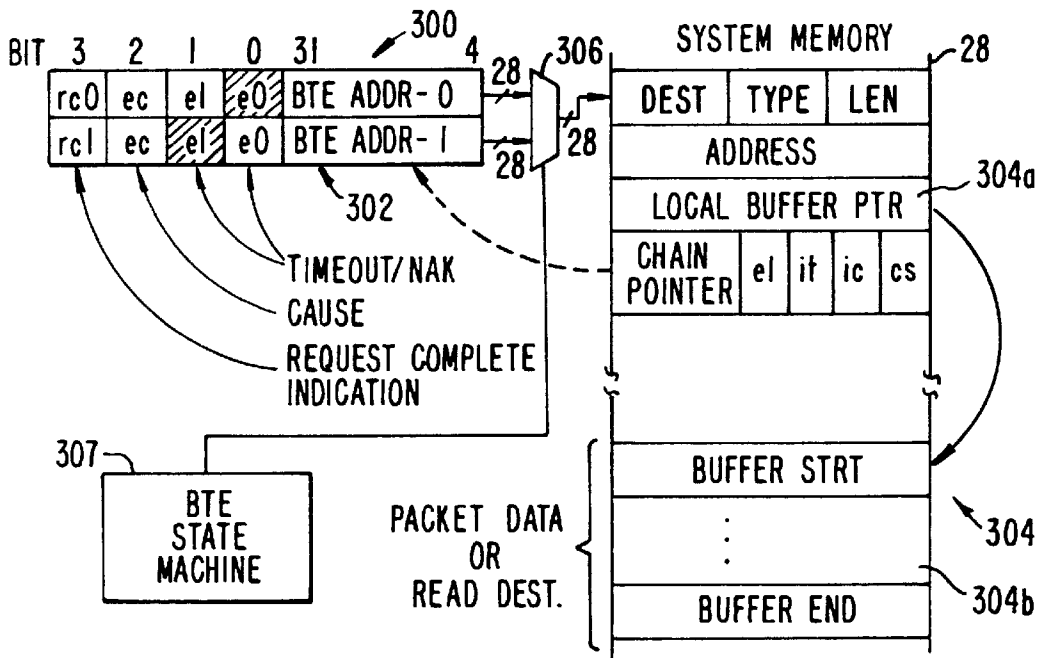 BIT 3 2 1 0 31 4
300
306
SYSTEM MEMORY
28
rc0 ec e1 e0 BTE ADDR-0 28
rc1 ec e1 e0 BTE ADDR-1 28
28
302
DEST TYPE LEN
ADDRESS
LOCAL BUFFER PTR
304a
CHAIN POINTER el it ic cs
TIMEOUT/NAK
CAUSE
REQUEST COMPLETE
INDICATION
307
BTE
STATE
MACHINE
PACKET DATA
OR
READ DEST.
BUFFER STRT
304
304b
BUFFER END